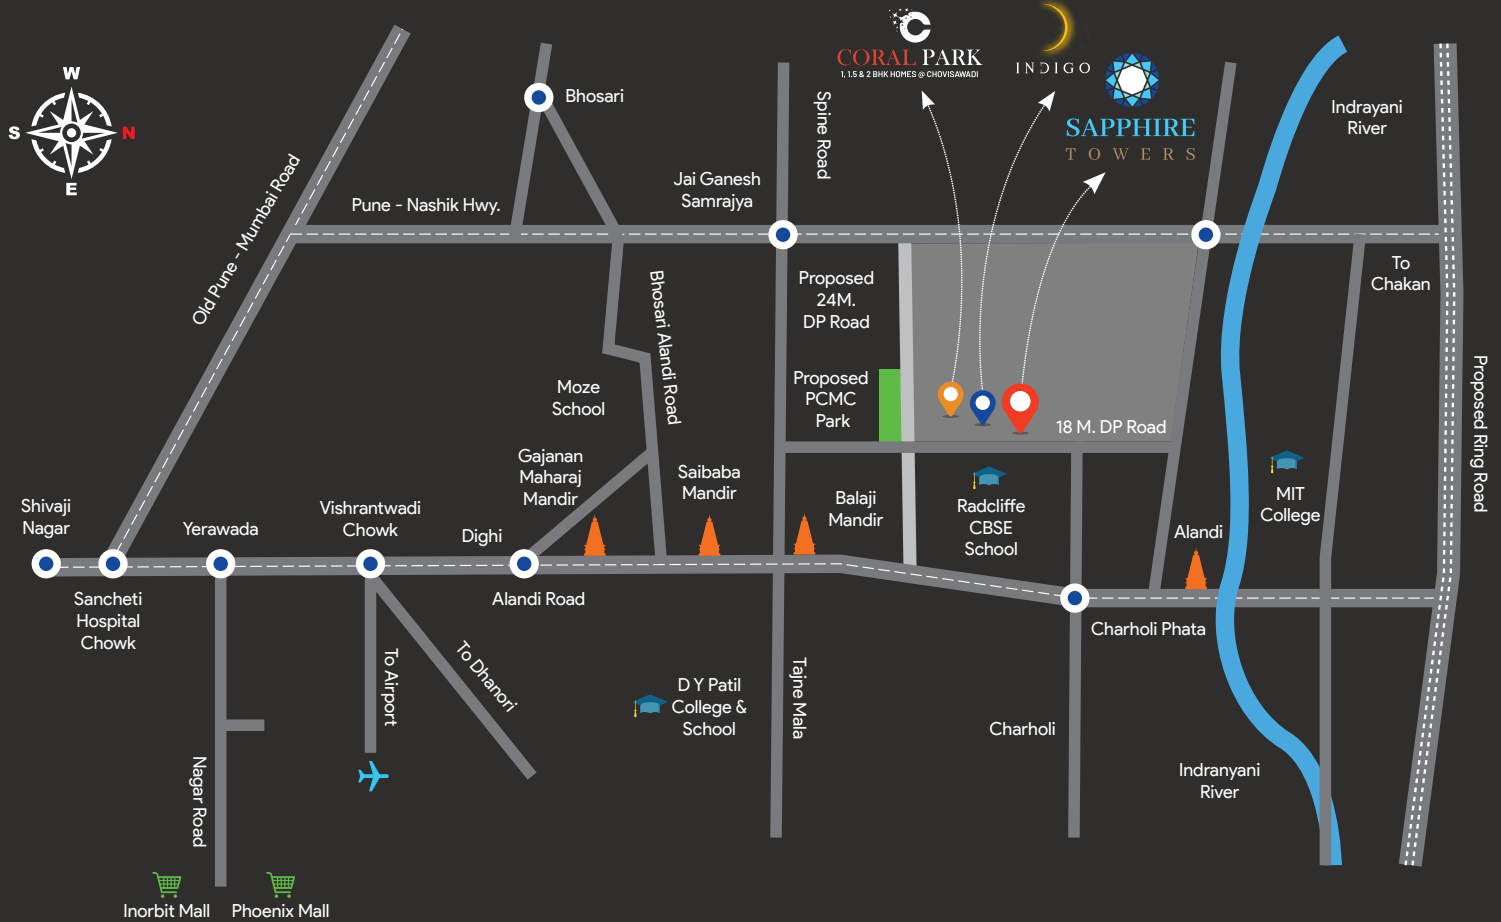 CORAL PARK
1, 1.5 & 2 BHK HOMES @ CHOVISAWADI
INDIGO
SAPPHIRE
TOWERS
W
S
N
E
Bhosari
Spine Road
Indrayani
River
Old Pune - Mumbai Road
Pune - Nashik Hwy.
Jai Ganesh
Samrajya
Proposed
24M.
DP Road
To
Chakan
Bhosari Alandi Road
Moze
School
Proposed
PCMC
Park
18 M. DP Road
Proposed Ring Road
Gajanan
Maharaj
Mandir
Saibaba
Mandir
Balaji
Mandir
Radcliffe
CBSE
School
MIT
College
Shivaji
Nagar
Yerawada
Vishrantwadi
Chowk
Dighi
Alandi
Sancheti
Hospital
Chowk
Alandi Road
Charholi Phata
To Airport
To Dhanori
D Y Patil
College &
School
Tajne Mala
Charholi
Indranyani
River
Nagar Road
Inorbit Mall
Phoenix Mall